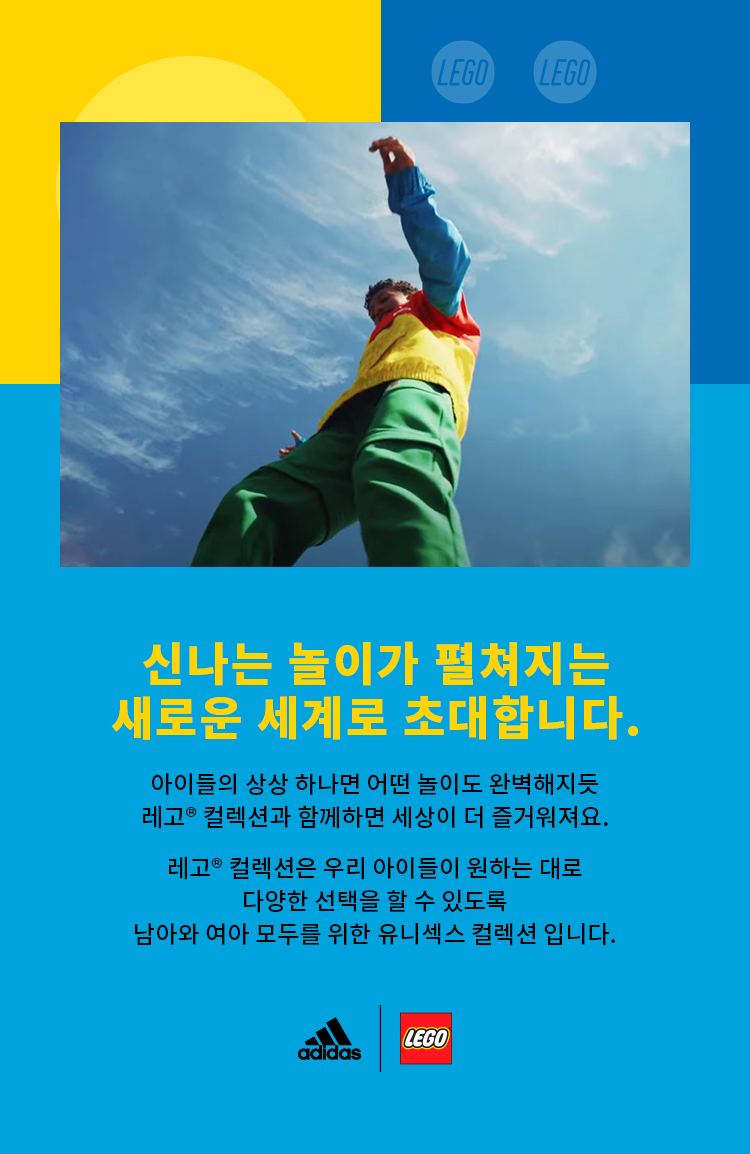 LEGO LEGO
신나는 놀이가 펼쳐지는
새로운 세계로 초대합니다.
아이들의 상상 하나면 어떤 놀이도 완벽해지듯
레고® 컬렉션과 함께하면 세상이 더 즐거워져요.
레고® 컬렉션은 우리 아이들이 원하는 대로
다양한 선택을 할 수 있도록
남아와 여아 모두를 위한 유니섹스 컬렉션 입니다.
adidas LEGO